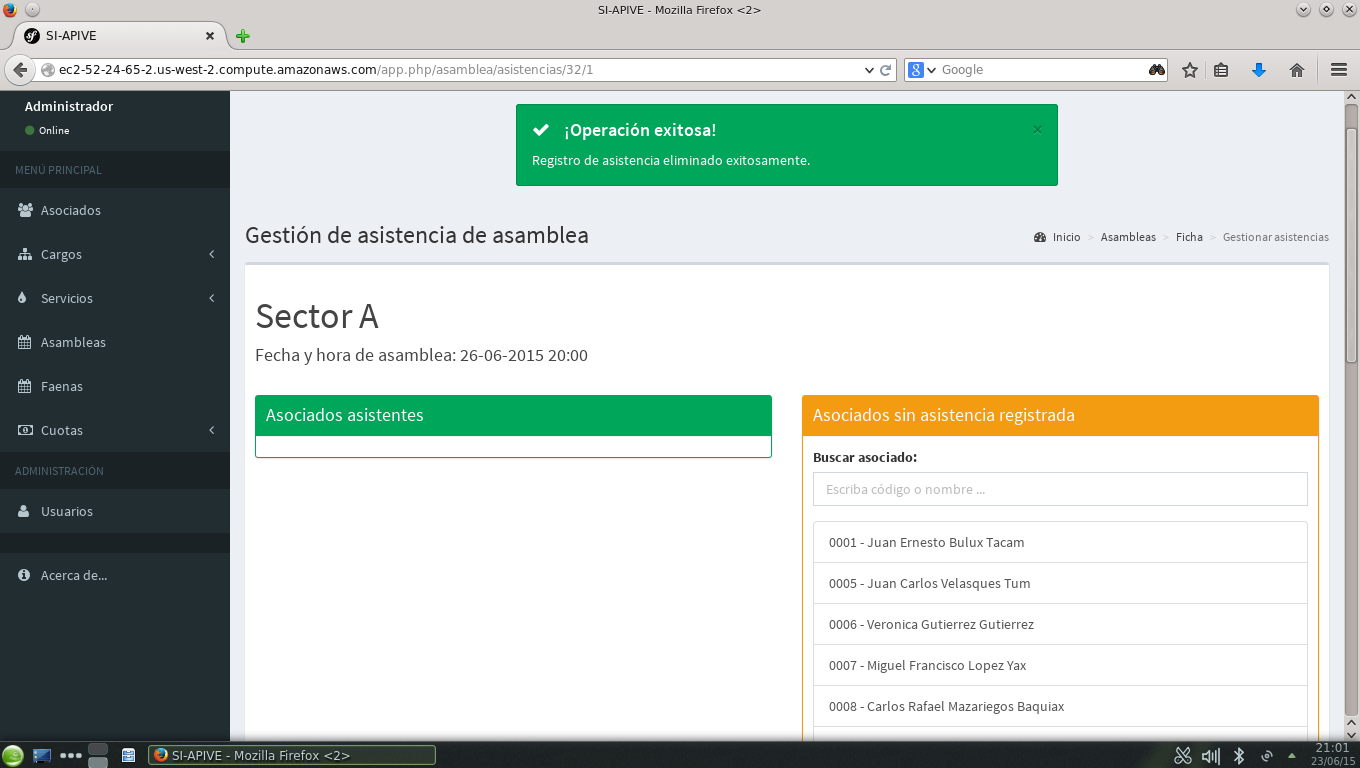 SI-APIVE - Mozilla Firefox <2>
SI-APIVE
ec2-52-24-65-2.us-west-2.compute.amazonaws.com/app.php/asamblea/asistencias/32/1
Google
Administrador
Online
MENÚ PRINCIPAL
Asociados
Cargos
Servicios
Asambleas
Faenas
Cuotas
ADMINISTRACIÓN
Usuarios
Acerca de...
¡Operación exitosa!
×
Registro de asistencia eliminado exitosamente.
Gestión de asistencia de asamblea
Inicio > Asambleas > Ficha > Gestionar asistencias
Sector A
Fecha y hora de asamblea: 26-06-2015 20:00
Asociados asistentes
Asociados sin asistencia registrada
Buscar asociado:
Escriba código o nombre ...
0001 - Juan Ernesto Bulux Tacam
0005 - Juan Carlos Velasques Tum
0006 - Veronica Gutierrez Gutierrez
0007 - Miguel Francisco Lopez Yax
0008 - Carlos Rafael Mazariegos Baquiax
SI-APIVE - Mozilla Firefox <2>
21:01
23/06/15